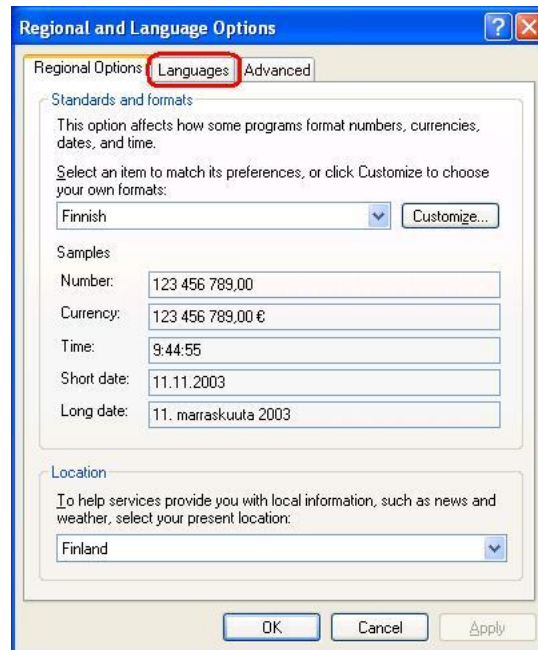 Regional and Language Options
Regional Options Languages Advanced
Standards and formats
This option affects how some programs format numbers, currencies,
dates, and time.
Select an item to match its preferences, or click Customize to choose
your own formats:
Finnish Customize...
Samples
Number: 123 456 789,00
Currency: 123 456 789,00 €
Time: 9:44:55
Short date: 11.11.2003
Long date: 11. marraskuuta 2003
Location
To help services provide you with local information, such as news and
weather, select your present location:
Finland
OK Cancel Apply